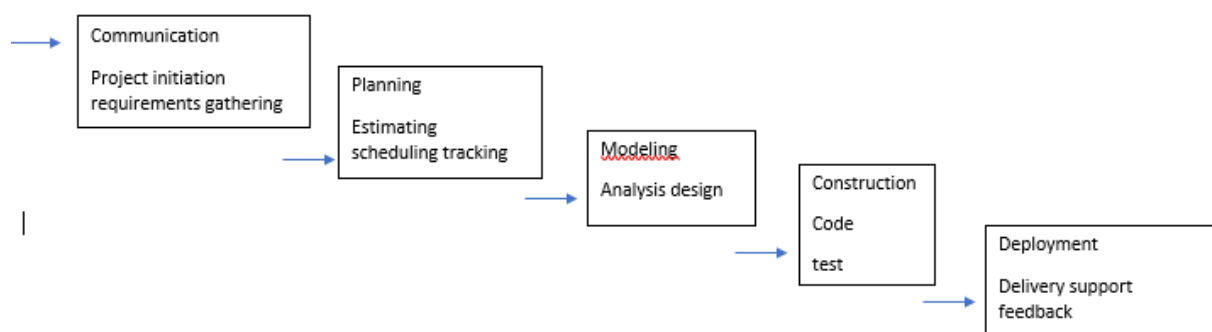 Communication
Project initiation
requirements gathering
Planning
Estimating
scheduling tracking
Modeling
Analysis design
Construction
Code
test
Deployment
Delivery support
feedback